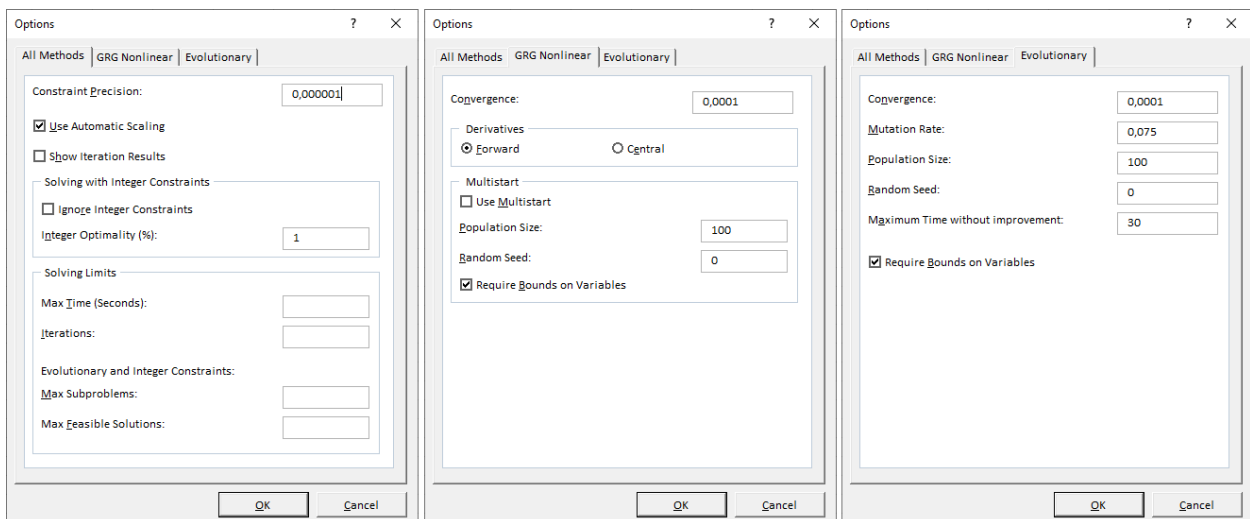 Options ? ×
All Methods GRG Nonlinear Evolutionary
Constraint Precision: 0,000001
Use Automatic Scaling
Show Iteration Results
Solving with Integer Constraints
Ignore Integer Constraints
Integer Optimality (%): 1
Solving Limits
Max Time (Seconds):
Iterations:
Evolutionary and Integer Constraints:
Max Subproblems:
Max Feasible Solutions:
OK Cancel
Options ? ×
All Methods GRG Nonlinear Evolutionary
Convergence: 0,0001
Derivatives
Forward Central
Multistart
Use Multistart
Population Size: 100
Random Seed: 0
Require Bounds on Variables
OK Cancel
Options ? ×
All Methods GRG Nonlinear Evolutionary
Convergence: 0,0001
Mutation Rate: 0,075
Population Size: 100
Random Seed: 0
Maximum Time without improvement: 30
Require Bounds on Variables
OK Cancel